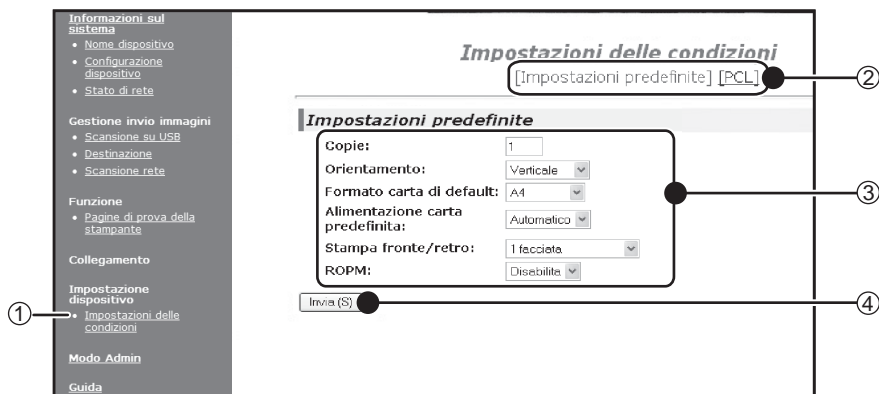 Informazioni sul
sistema
• Nome dispositivo
• Configurazione
dispositivo
• Stato di rete
Gestione invio immagini
• Scansione su USB
• Destinazione
• Scansione rete
Funzione
• Pagine di prova della
stampante
Collegamento
Impostazione
dispositivo
① • Impostazioni delle
condizioni
Modo Admin
Guida
Impostazioni delle condizioni
[Impostazioni predefinite] [PCL] ②
Impostazioni predefinite
Copie: 1
Orientamento: Verticale
Formato carta di default: A4 ③
Alimentazione carta
predefinita: Automatico
Stampa fronte/retro: 1 facciata
ROPM: Disabilita
Invia (S) ④